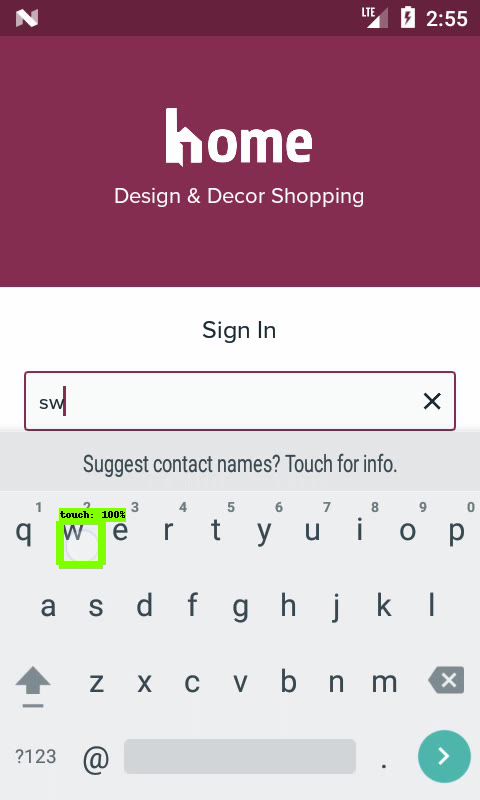 LTE 2:55
home
Design & Decor Shopping
Sign In
sw
Suggest contact names? Touch for info.
1 2 3 4 5 6 7 8 9 0
touch: 100%
q w e r t y u i o p
a s d f g h j k l
z x c v b n m
?123 @ .